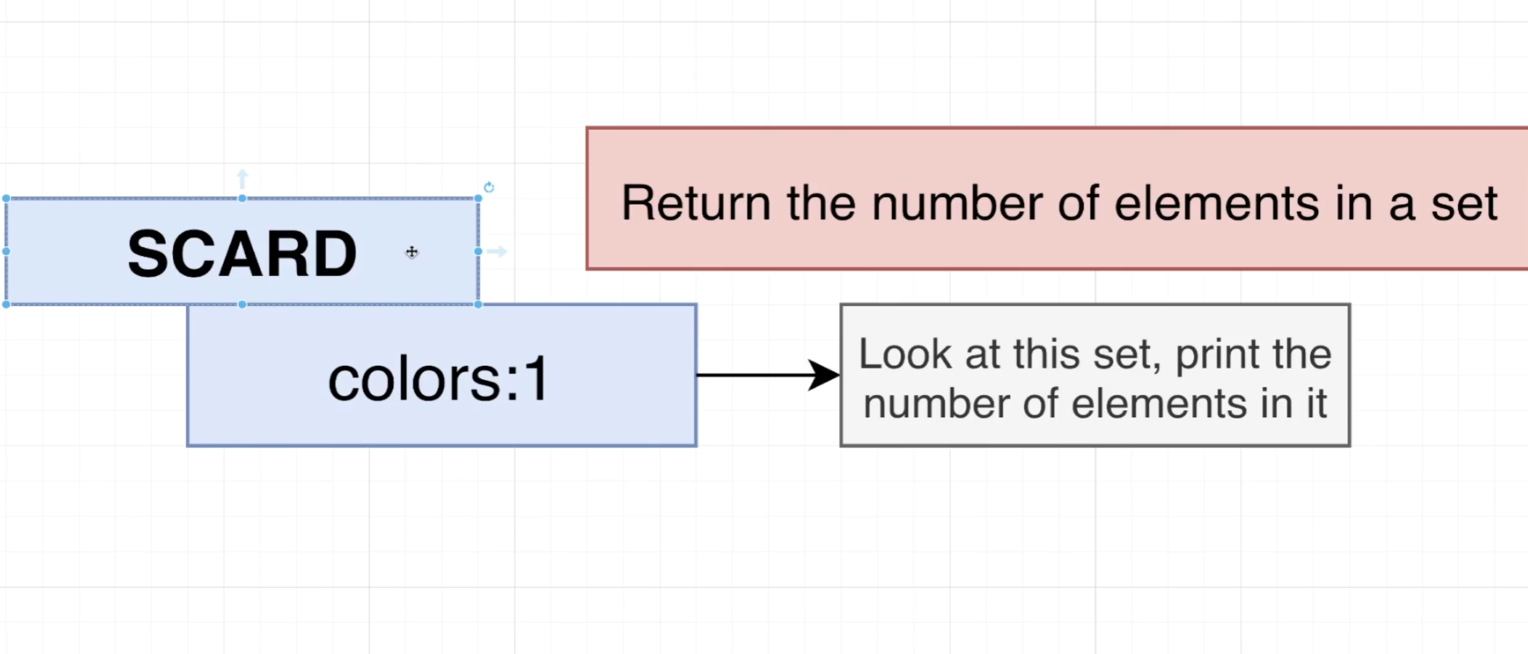 Return the number of elements in a set
SCARD
colors:1
Look at this set, print the
number of elements in it